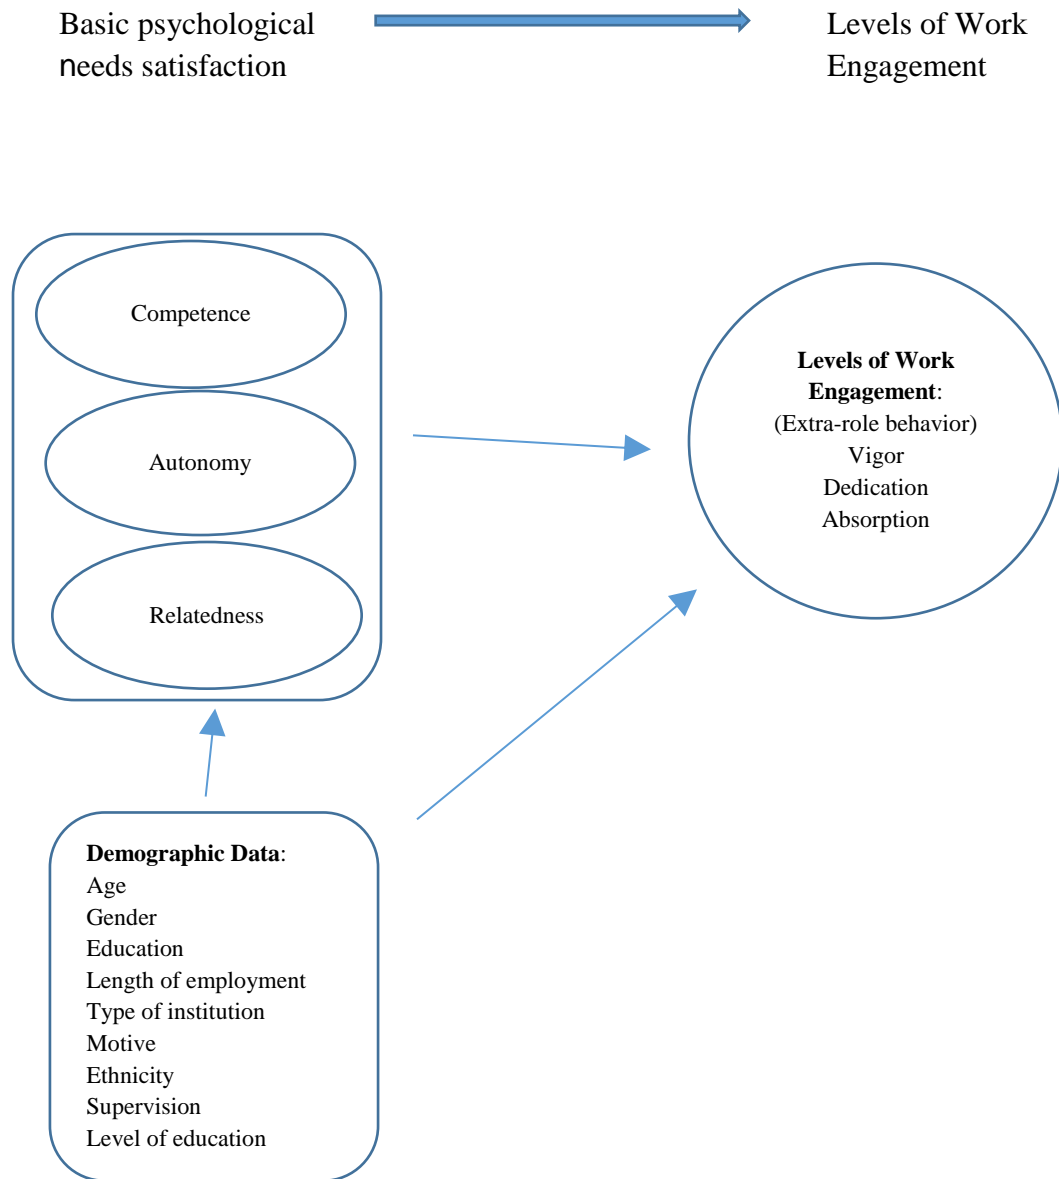 Basic psychological
needs satisfaction
Levels of Work
Engagement
Competence
Autonomy
Relatedness
Levels of Work
Engagement:
(Extra-role behavior)
Vigor
Dedication
Absorption
Demographic Data:
Age
Gender
Education
Length of employment
Type of institution
Motive
Ethnicity
Supervision
Level of education